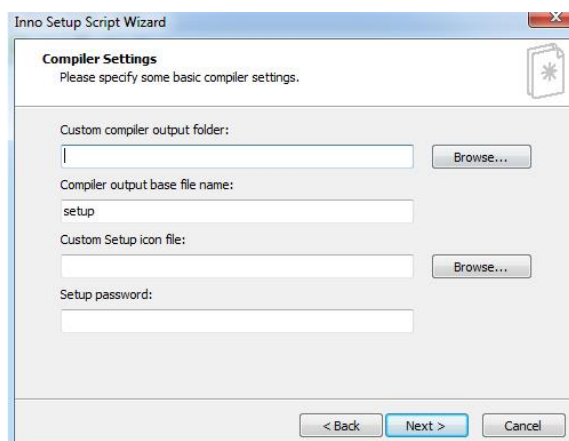 Inno Setup Script Wizard
Compiler Settings
Please specify some basic compiler settings.
Custom compiler output folder:
Browse...
Compiler output base file name:
setup
Custom Setup icon file:
Browse...
Setup password:
< Back Next > Cancel